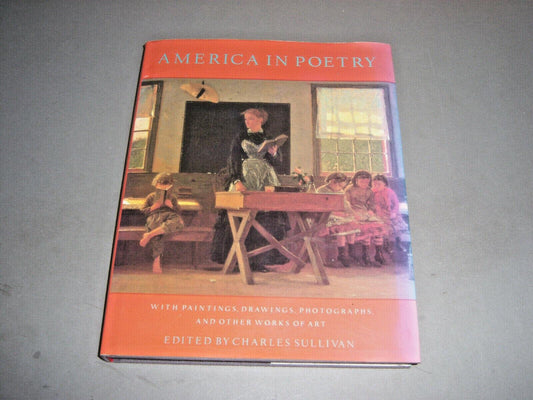 AMERICA IN POETRY
WITH PAINTINGS, DRAWINGS, PHOTOGRAPHS,
AND OTHER WORKS OF ART
EDITED BY CHARLES SULLIVAN